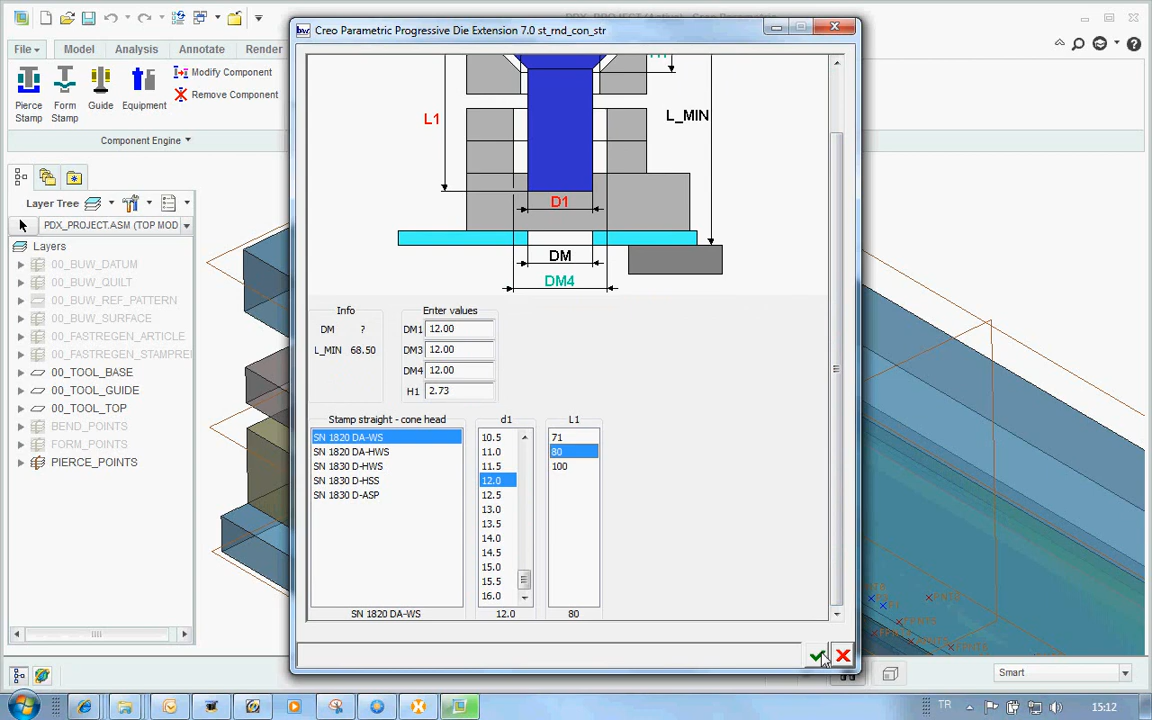 Creo Parametric Progressive Die Extension 7.0 st_rnd_con_str
File
Model
Analysis
Annotate
Render
Pierce Stamp
Form Stamp
Guide
Equipment
Modify Component
Remove Component
Component Engine
Layer Tree
PDX_PROJECT.ASM (TOP MOD
Layers
00_BUW_DATUM
00_BUW_QUILT
00_BUW_REF_PATTERN
00_BUW_SURFACE
00_FASTREGEN_ARTICLE
00_FASTREGEN_STAMPREI
00_TOOL_BASE
00_TOOL_GUIDE
00_TOOL_TOP
BEND_POINTS
FORM_POINTS
PIERCE_POINTS
L1
L_MIN
D1
DM
DM4
Info
DM ?
L_MIN 68.50
Enter values
DM1 12.00
DM3 12.00
DM4 12.00
H1 2.73
Stamp straight - cone head
SN 1820 DA-WS
SN 1820 DA-HWS
SN 1830 D-HWS
SN 1830 D-HSS
SN 1830 D-ASP
SN 1820 DA-WS
d1
10.5
11.0
11.5
12.0
12.5
13.0
13.5
14.0
14.5
15.0
15.5
16.0
12.0
L1
71
80
100
80
Smart
TR
15:12